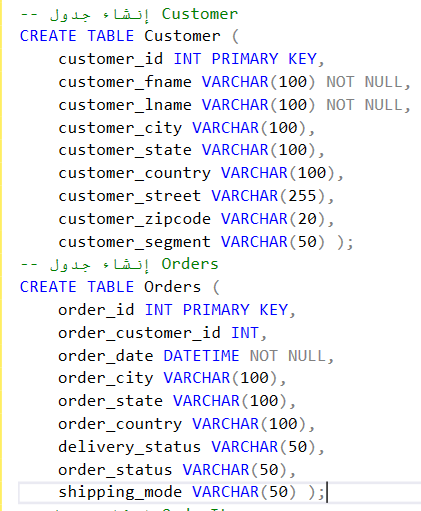 -- إنشاء جدول Customer
CREATE TABLE Customer (
customer_id INT PRIMARY KEY,
customer_fname VARCHAR(100) NOT NULL,
customer_lname VARCHAR(100) NOT NULL,
customer_city VARCHAR(100),
customer_state VARCHAR(100),
customer_country VARCHAR(100),
customer_street VARCHAR(255),
customer_zipcode VARCHAR(20),
customer_segment VARCHAR(50) );
-- إنشاء جدول Orders
CREATE TABLE Orders (
order_id INT PRIMARY KEY,
order_customer_id INT,
order_date DATETIME NOT NULL,
order_city VARCHAR(100),
order_state VARCHAR(100),
order_country VARCHAR(100),
delivery_status VARCHAR(50),
order_status VARCHAR(50),
shipping_mode VARCHAR(50) );